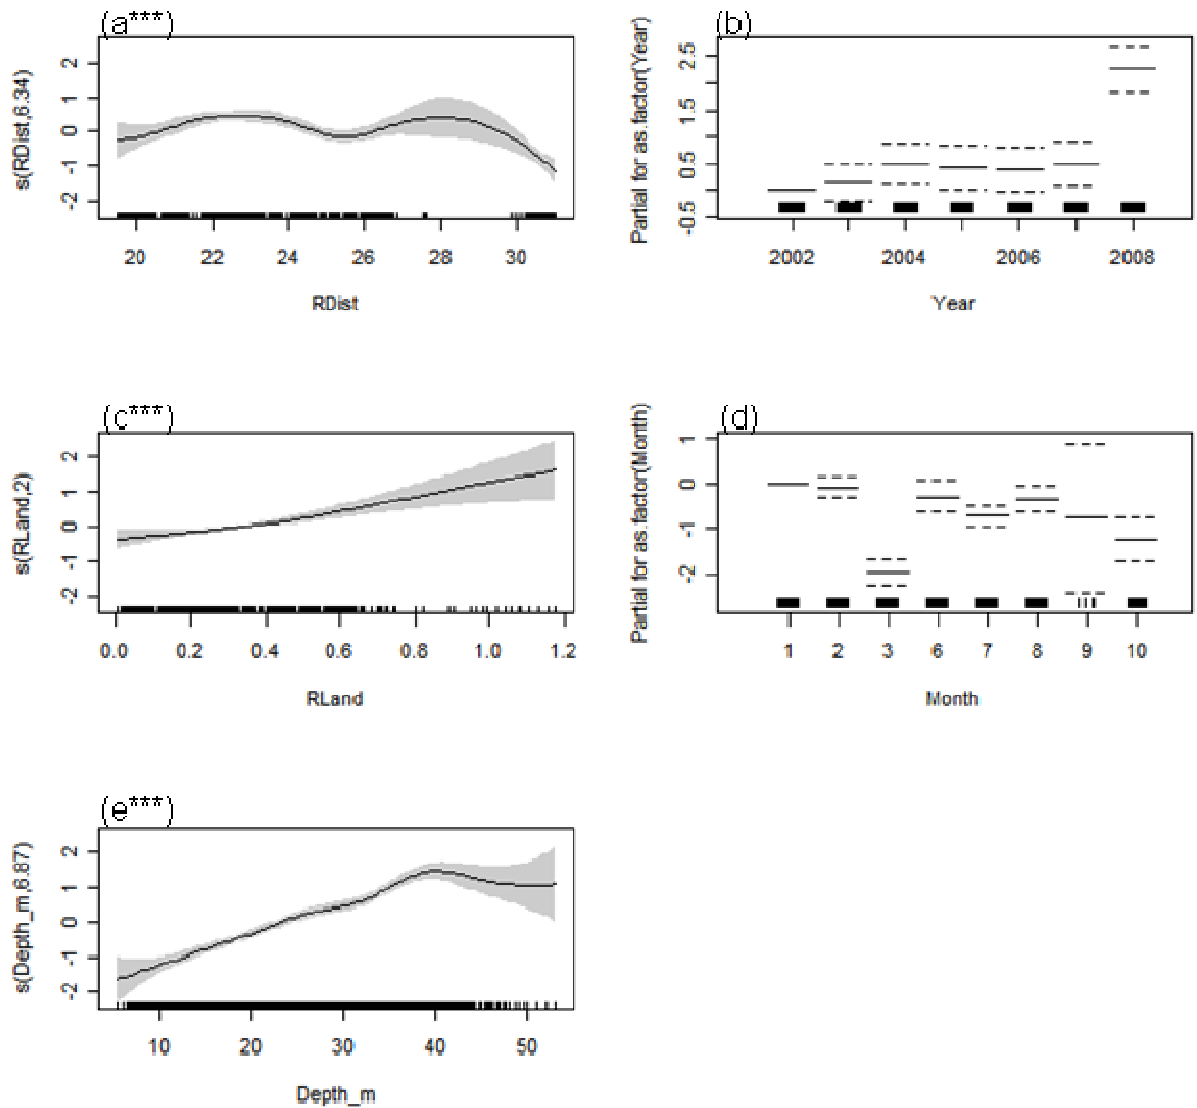 (a***)
s(RDist,6.34)
2
1
0
-1
-2
20 22 24 26 28 30
RDist
(b)
Partial for as.factor(Year)
2.5
1.5
0.5
-0.5
2002 2004 2006 2008
Year
(c***)
s(RLand,2)
2
1
0
-1
-2
0.0 0.2 0.4 0.6 0.8 1.0 1.2
RLand
(d)
Partial for as.factor(Month)
1
0
-1
-2
1 2 3 6 7 8 9 10
Month
(e***)
s(Depth_m,6.87)
2
1
0
-1
-2
10 20 30 40 50
Depth_m